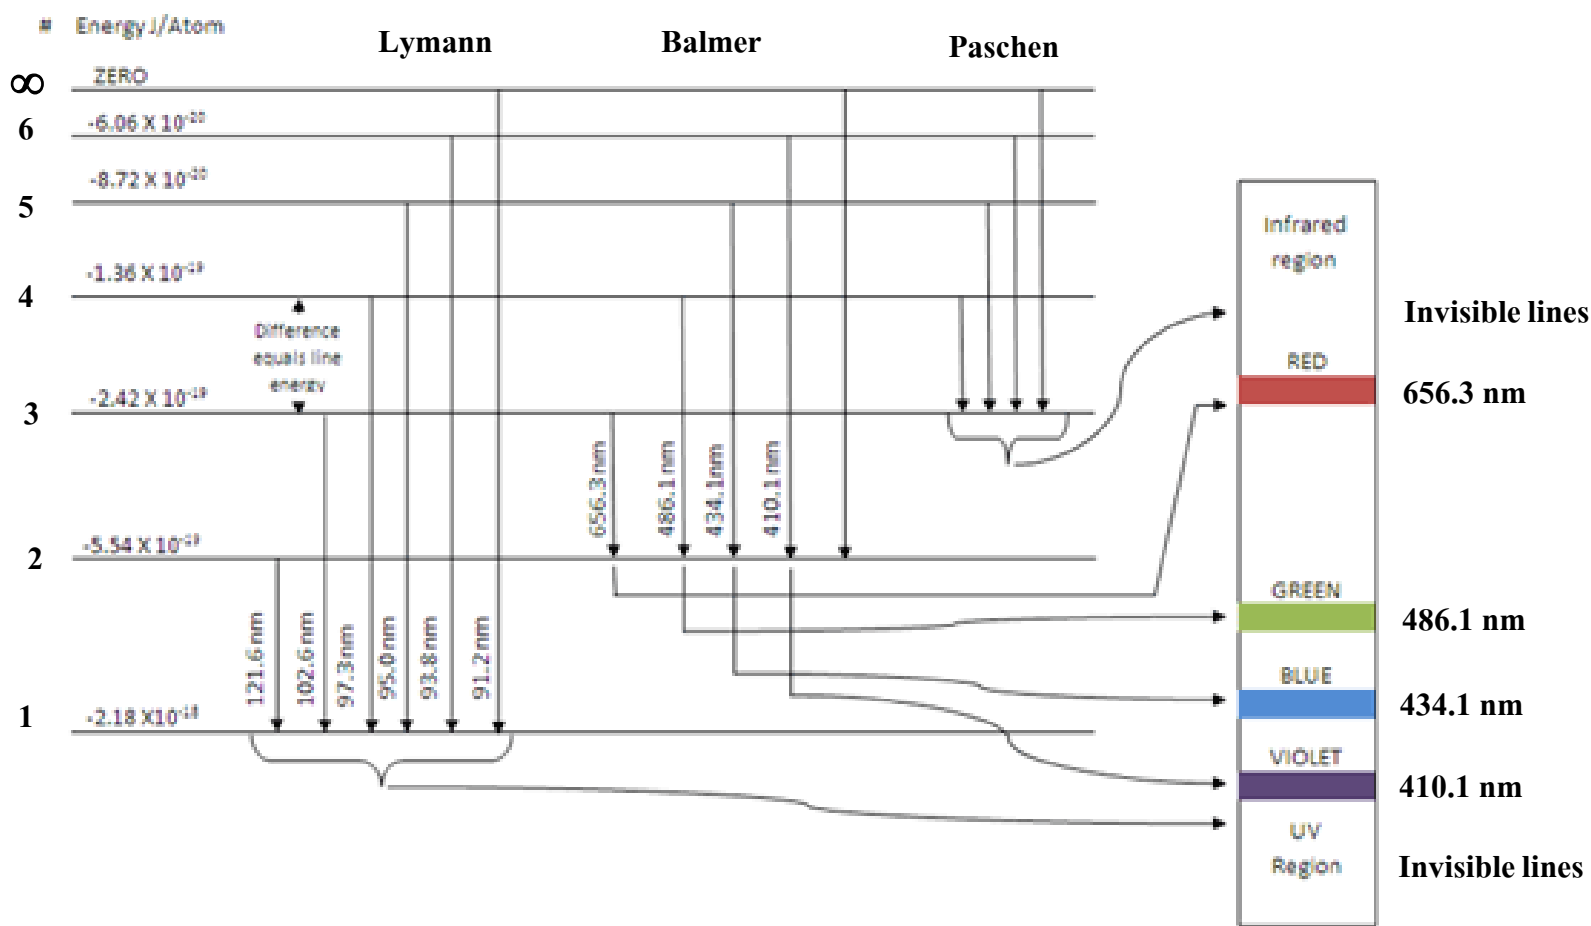 # Energy J/Atom
Lymann
Balmer
Paschen
∞
ZERO
6
-6.06 X 10⁻²⁰
5
-8.72 X 10⁻²⁰
4
-1.36 X 10⁻¹⁹
Difference
equals line
energy
3
-2.42 X 10⁻¹⁹
656.3nm
486.1nm
434.1nm
410.1nm
2
-5.54 X 10⁻¹⁹
121.6nm
102.6nm
97.3nm
95.0nm
93.8nm
91.2nm
1
-2.18 X10⁻¹⁸
Infrared
region
Invisible lines
RED
656.3 nm
GREEN
486.1 nm
BLUE
434.1 nm
VIOLET
410.1 nm
UV
Region
Invisible lines